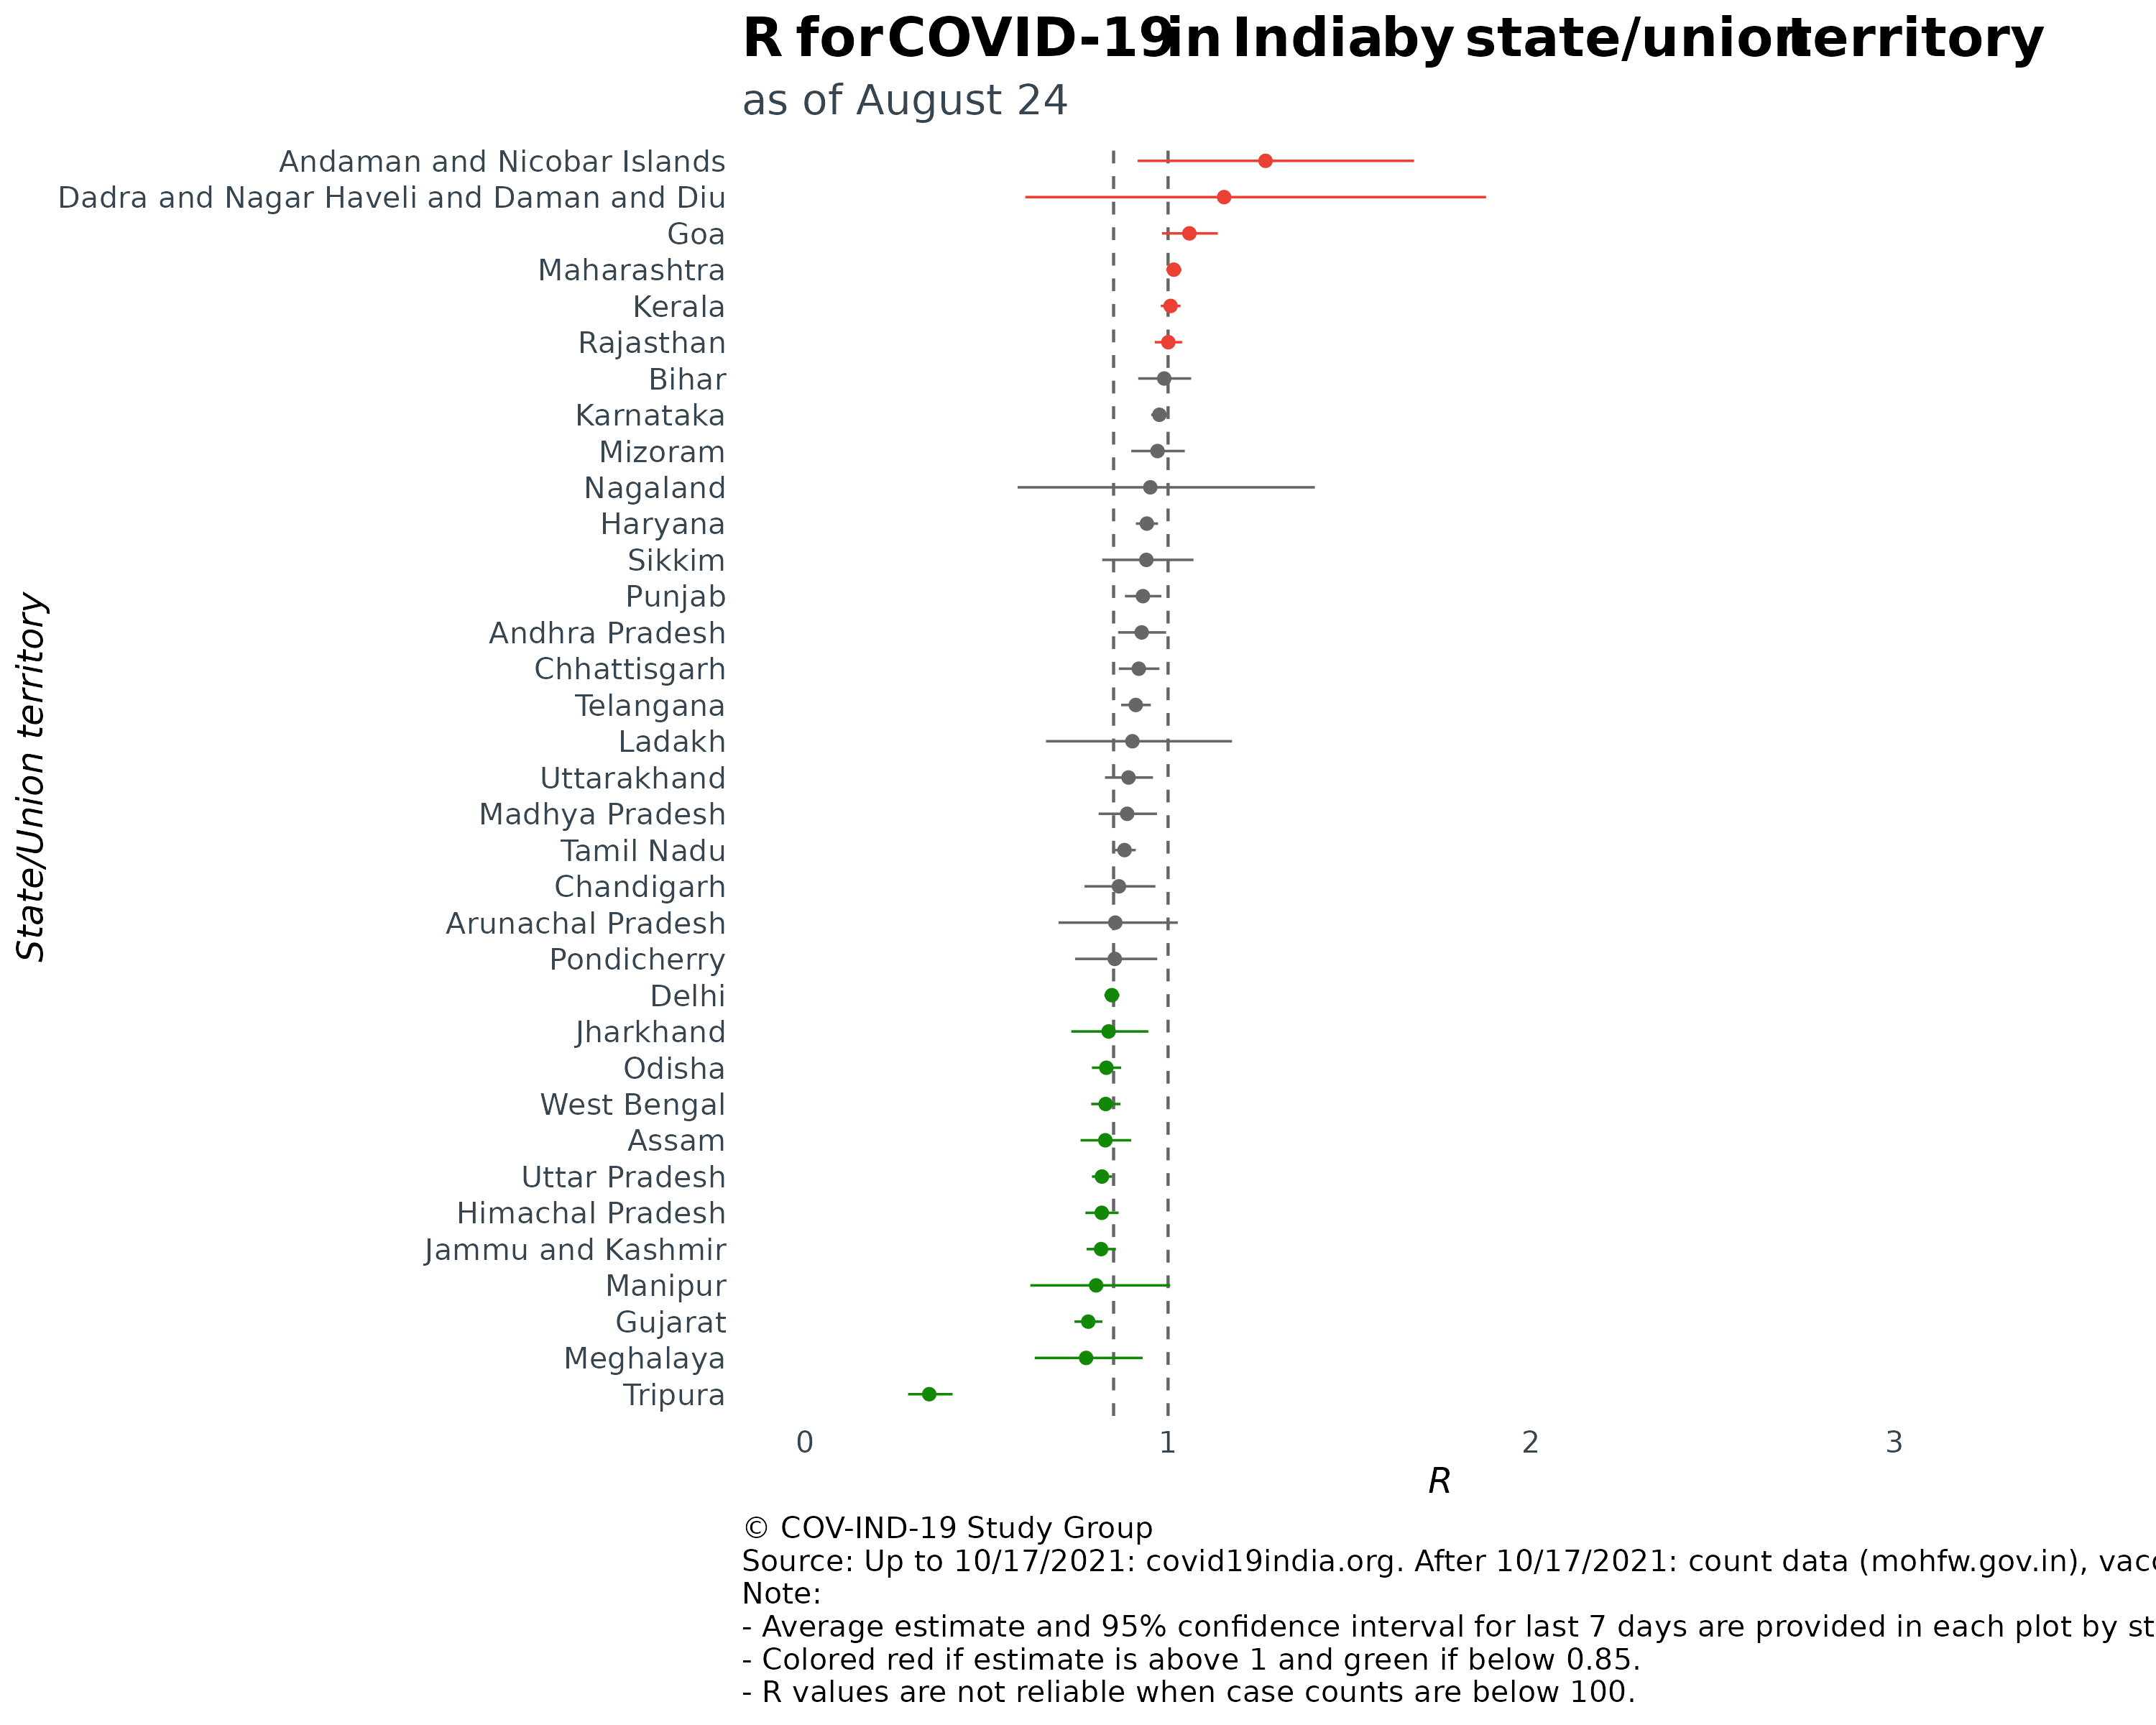 R for COVID-19 in India by state/union territory
as of August 24
Andaman and Nicobar Islands
Dadra and Nagar Haveli and Daman and Diu
Goa
Maharashtra
Kerala
Rajasthan
Bihar
Karnataka
Mizoram
Nagaland
Haryana
Sikkim
Punjab
Andhra Pradesh
Chhattisgarh
Telangana
Ladakh
Uttarakhand
Madhya Pradesh
Tamil Nadu
Chandigarh
Arunachal Pradesh
Pondicherry
Delhi
Jharkhand
Odisha
West Bengal
Assam
Uttar Pradesh
Himachal Pradesh
Jammu and Kashmir
Manipur
Gujarat
Meghalaya
Tripura
State/Union territory
0 1 2 3
R
© COV-IND-19 Study Group
Source: Up to 10/17/2021: covid19india.org. After 10/17/2021: count data (mohfw.gov.in),
Note:
- Average estimate and 95% confidence interval for last 7 days are provided in each plot by
- Colored red if estimate is above 1 and green if below 0.85.
- R values are not reliable when case counts are below 100.